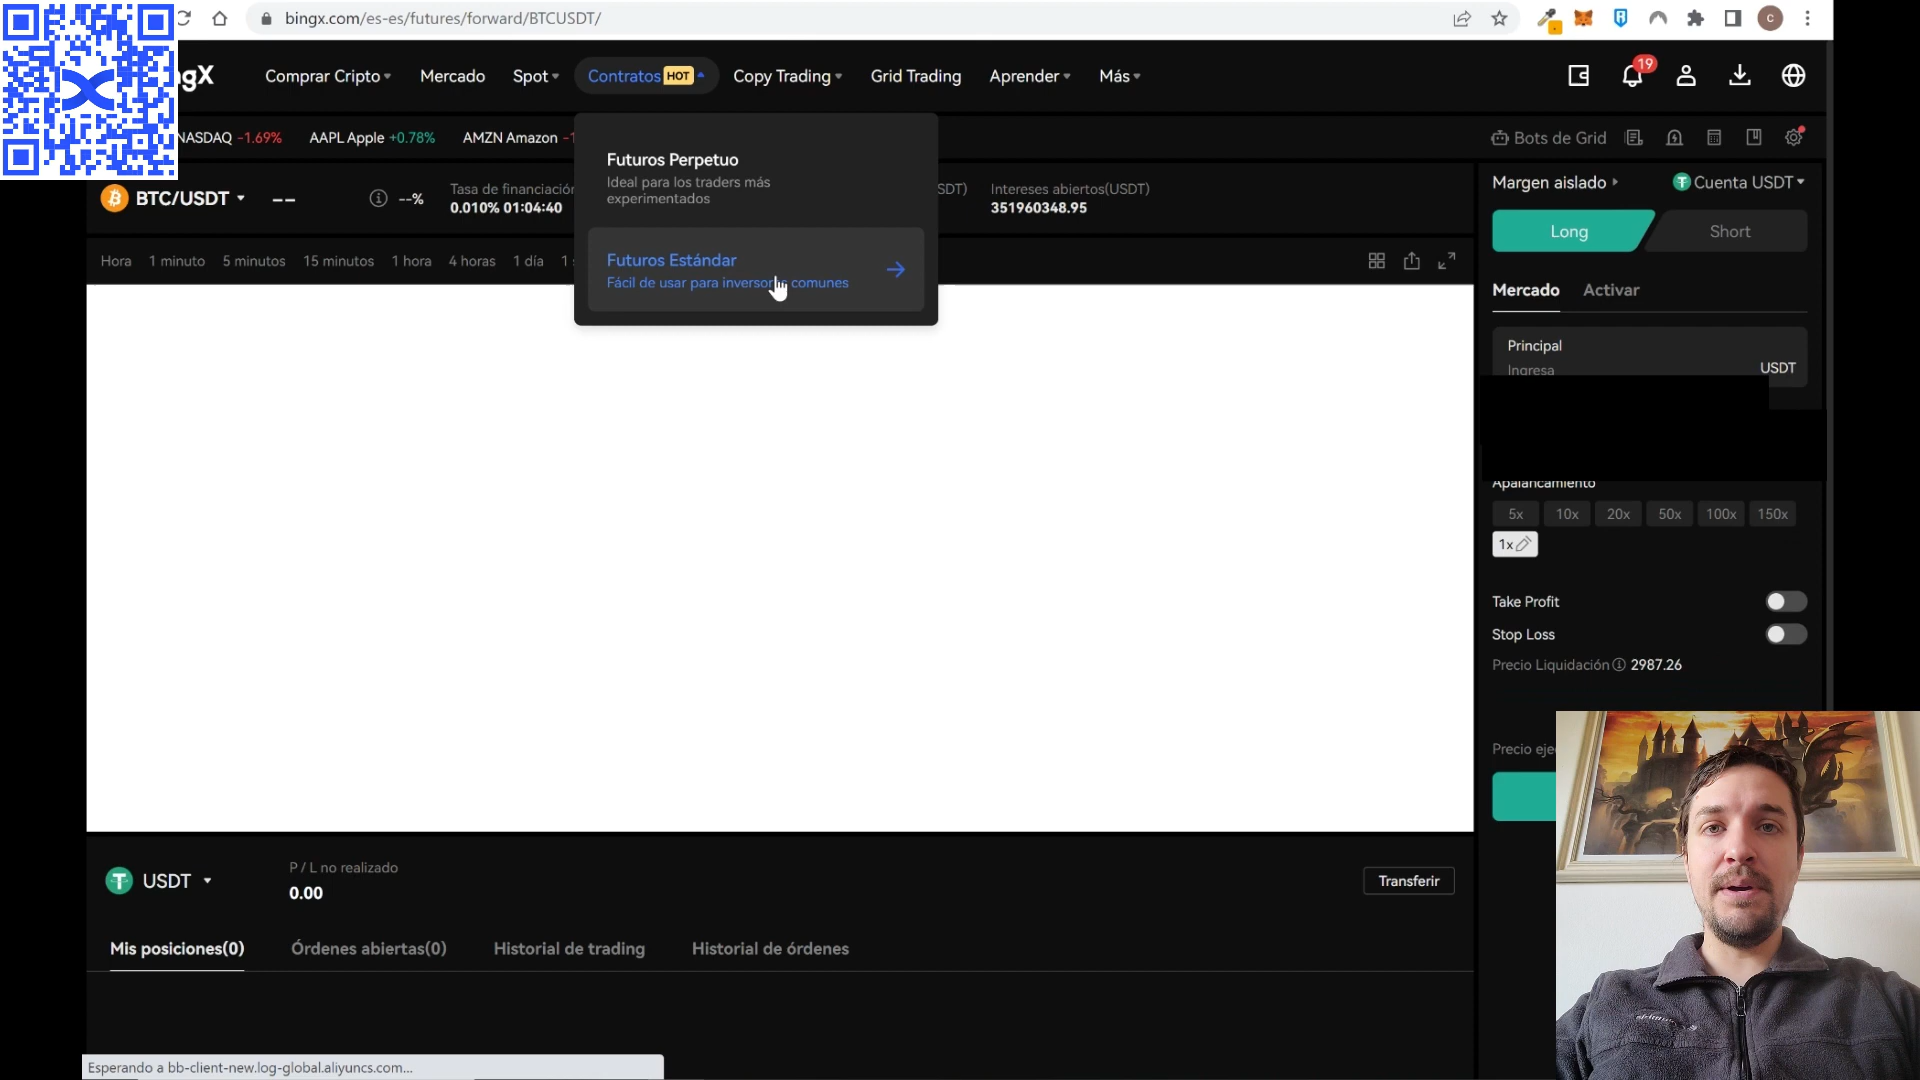 bingx.com/es-es/futures/forward/BTCUSDT/
C
gX
Comprar Cripto
Mercado
Spot
Contratos HOT
Copy Trading
Grid Trading
Aprender
Más
19
NASDAQ -1.69%
AAPL Apple +0.78%
AMZN Amazon -1
Bots de Grid
Futuros Perpetuo
Ideal para los traders más
experimentados
Futuros Estándar
Fácil de usar para inversor comunes
BTC/USDT
--
--%
Tasa de financiación
0.010% 01:04:40
SDT)
Intereses abiertos(USDT)
351960348.95
Hora
1 minuto
5 minutos
15 minutos
1 hora
4 horas
1 día
1
Margen aislado
Cuenta USDT
Long
Short
Mercado
Activar
Principal
Ingresa
USDT
Apalancamiento
5x
10x
20x
50x
100x
150x
1x
Take Profit
Stop Loss
Precio Liquidación 2987.26
Precio eje
USDT
P / L no realizado
0.00
Transferir
Mis posiciones(0)
Órdenes abiertas(0)
Historial de trading
Historial de órdenes
Esperando a bb-client-new.log-global.aliyuncs.com...